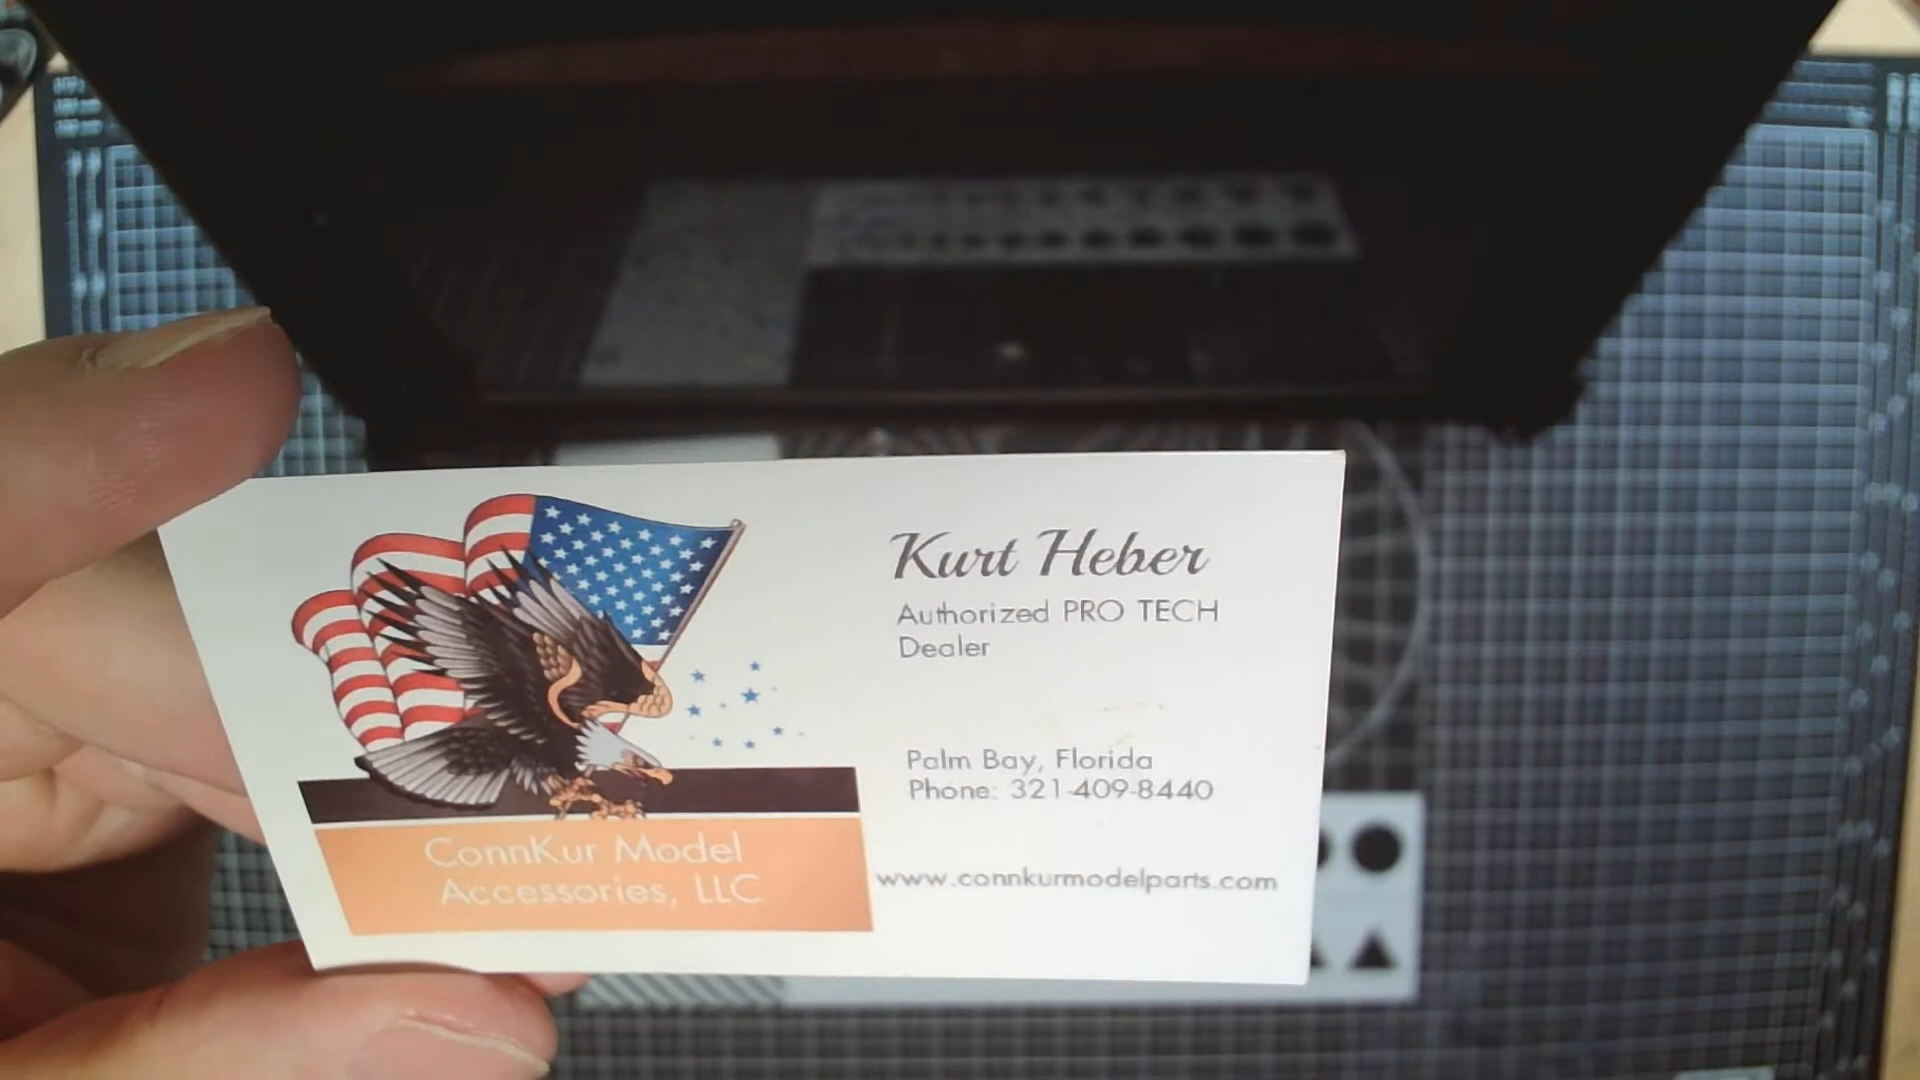 Kurt Heber
Authorized PRO TECH
Dealer
Palm Bay, Florida
Phone: 321-409-8440
www.connkurmodelparts.com
ConnKur Model
Accessories, LLC